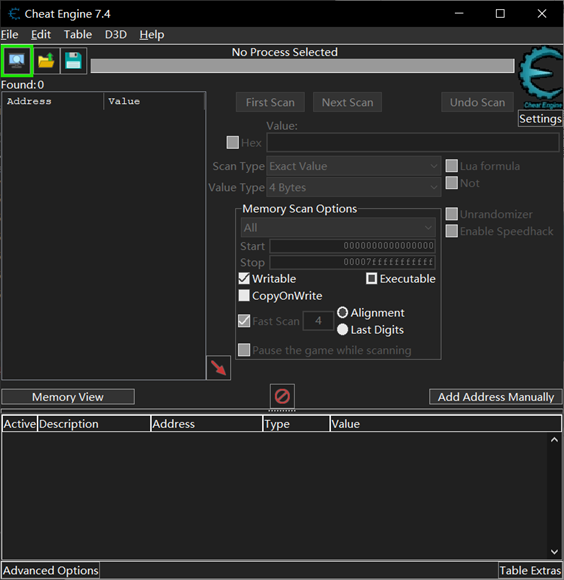 Cheat Engine 7.4
File Edit Table D3D Help
No Process Selected
Found: 0
Address Value
First Scan Next Scan Undo Scan
Cheat Engine
Settings
Value:
Hex
Scan Type Exact Value
Lua formula
Not
Value Type 4 Bytes
Memory Scan Options
All
Unrandomizer
Enable Speedhack
Start 0000000000000000
Stop 00007fffffffffff
Writable Executable
CopyOnWrite
Fast Scan 4 Alignment
Last Digits
Pause the game while scanning
Memory View Add Address Manually
Active Description Address Type Value
Advanced Options Table Extras